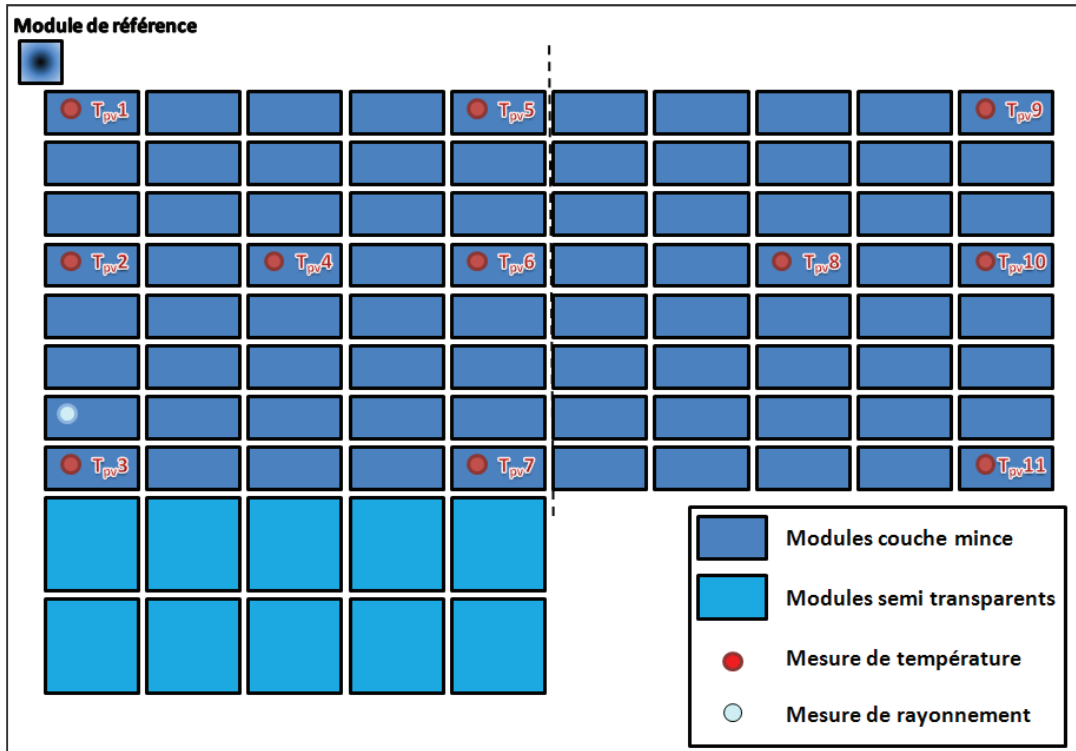 Module de référence
Tpv1 Tpv5 Tpv9
Tpv2 Tpv4 Tpv6 Tpv8 Tpv10
Tpv3 Tpv7 Tpv11
Modules couche mince
Modules semi transparents
Mesure de température
Mesure de rayonnement